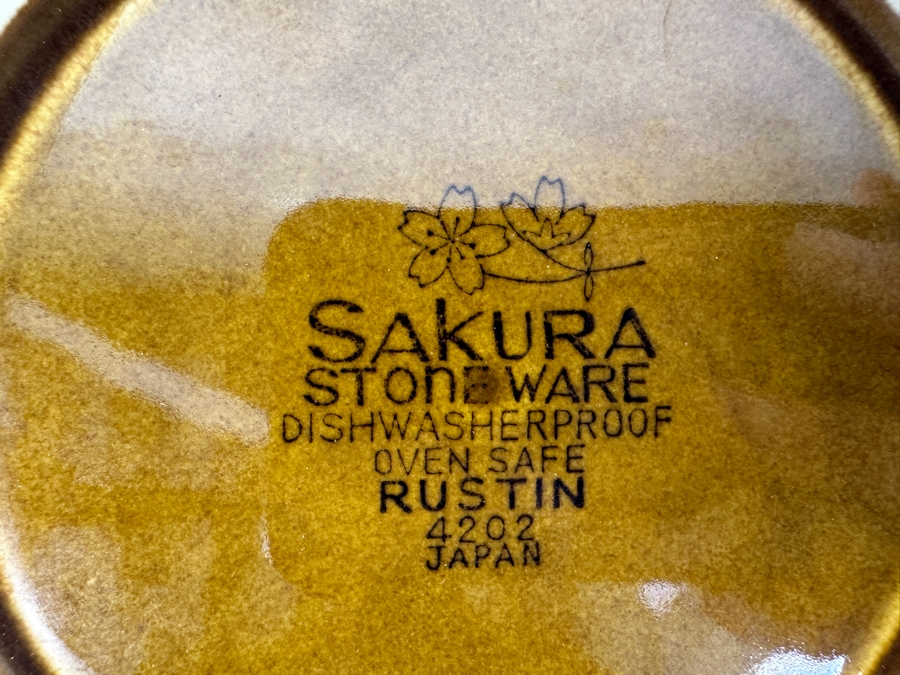 SAKURA
STONEWARE
DISHWASHERPROOF
OVEN SAFE
RUSTIN
4202
JAPAN